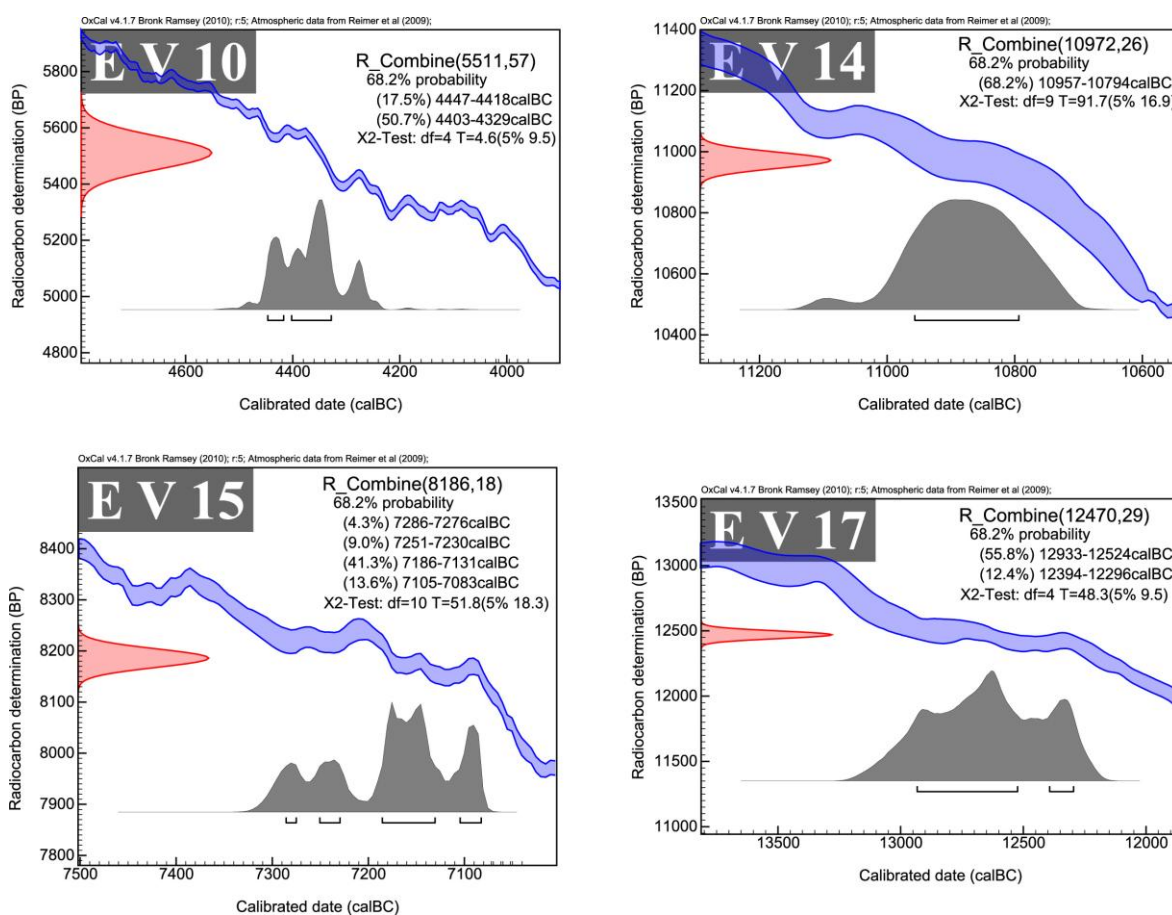 OxCal v4.1.7 Bronk Ramsey (2010); r:5; Atmospheric data from Reimer et al (2009);
E V 10
R_Combine(5511,57)
68.2% probability
(17.5%) 4447-4418calBC
(50.7%) 4403-4329calBC
X2-Test: df=4 T=4.6(5% 9.5)
Radiocarbon determination (BP)
5800
5600
5400
5200
5000
4800
4600 4400 4200 4000
Calibrated date (calBC)
OxCal v4.1.7 Bronk Ramsey (2010); r:5; Atmospheric data from Reimer et al (2009);
E V 14
R_Combine(10972,26)
68.2% probability
(68.2%) 10957-10794calBC
X2-Test: df=9 T=91.7(5% 16.9)
Radiocarbon determination (BP)
11400
11200
11000
10800
10600
10400
11200 11000 10800 10600
Calibrated date (calBC)
OxCal v4.1.7 Bronk Ramsey (2010); r:5; Atmospheric data from Reimer et al (2009);
E V 15
R_Combine(8186,18)
68.2% probability
(4.3%) 7286-7276calBC
(9.0%) 7251-7230calBC
(41.3%) 7186-7131calBC
(13.6%) 7105-7083calBC
X2-Test: df=10 T=51.8(5% 18.3)
Radiocarbon determination (BP)
8400
8300
8200
8100
8000
7900
7800
7500 7400 7300 7200 7100
Calibrated date (calBC)
OxCal v4.1.7 Bronk Ramsey (2010); r:5; Atmospheric data from Reimer et al (2009);
E V 17
R_Combine(12470,29)
68.2% probability
(55.8%) 12933-12524calBC
(12.4%) 12394-12296calBC
X2-Test: df=4 T=48.3(5% 9.5)
Radiocarbon determination (BP)
13500
13000
12500
12000
11500
11000
13500 13000 12500 12000
Calibrated date (calBC)